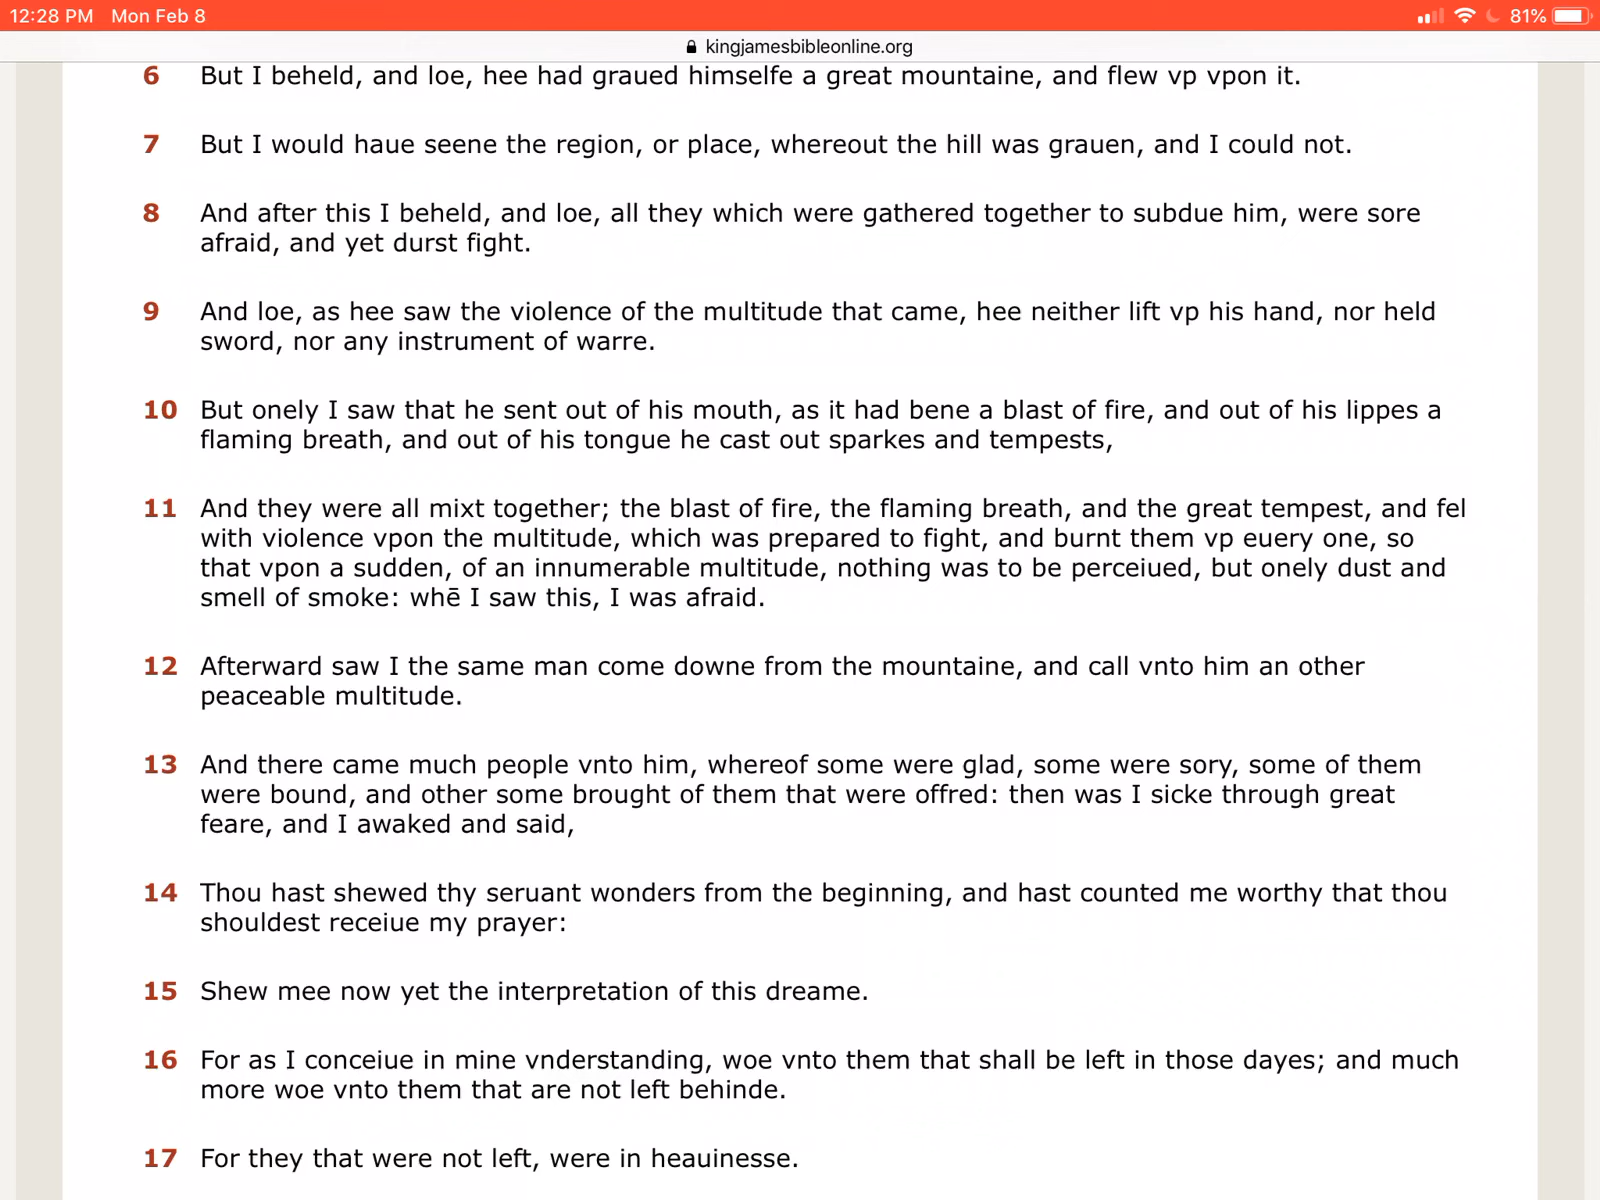 12:28 PM Mon Feb 8 81%
kingjamesbibleonline.org
6 But I beheld, and loe, hee had graued himselfe a great mountaine, and flew vp vpon it.
7 But I would haue seene the region, or place, whereout the hill was grauen, and I could not.
8 And after this I beheld, and loe, all they which were gathered together to subdue him, were sore
afraid, and yet durst fight.
9 And loe, as hee saw the violence of the multitude that came, hee neither lift vp his hand, nor held
sword, nor any instrument of warre.
10 But onely I saw that he sent out of his mouth, as it had bene a blast of fire, and out of his lippes a
flaming breath, and out of his tongue he cast out sparkes and tempests,
11 And they were all mixt together; the blast of fire, the flaming breath, and the great tempest, and fel
with violence vpon the multitude, which was prepared to fight, and burnt them vp euery one, so
that vpon a sudden, of an innumerable multitude, nothing was to be perceiued, but onely dust and
smell of smoke: whē I saw this, I was afraid.
12 Afterward saw I the same man come downe from the mountaine, and call vnto him an other
peaceable multitude.
13 And there came much people vnto him, whereof some were glad, some were sory, some of them
were bound, and other some brought of them that were offred: then was I sicke through great
feare, and I awaked and said,
14 Thou hast shewed thy seruant wonders from the beginning, and hast counted me worthy that thou
shouldest receiue my prayer:
15 Shew mee now yet the interpretation of this dreame.
16 For as I conceiue in mine vnderstanding, woe vnto them that shall be left in those dayes; and much
more woe vnto them that are not left behinde.
17 For they that were not left, were in heauinesse.